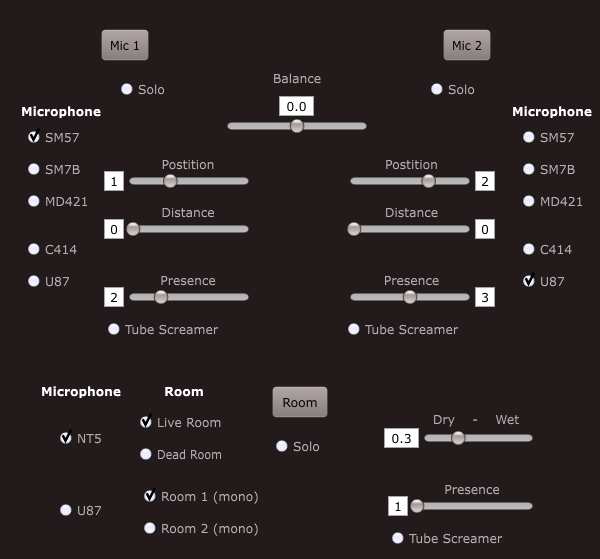 Mic 1
Mic 2
Solo
Balance
Solo
0.0
Microphone
Microphone
SM57
SM57
Postition
Postition
SM7B
SM7B
1
2
MD421
MD421
Distance
Distance
0
0
C414
C414
Presence
Presence
U87
U87
2
3
Tube Screamer
Tube Screamer
Microphone
Room
Room
Live Room
Dry - Wet
NT5
0.3
Solo
Dead Room
Presence
Room 1 (mono)
1
U87
Room 2 (mono)
Tube Screamer